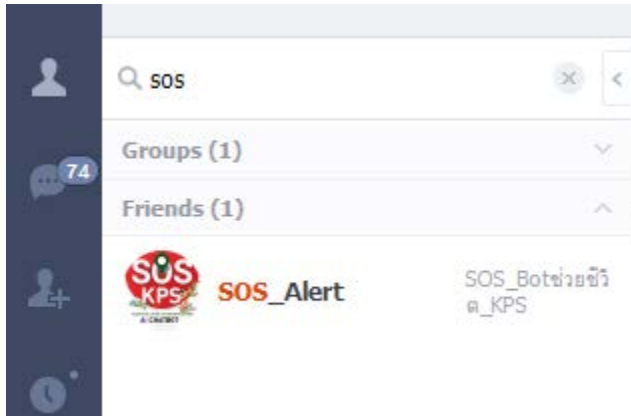 sos
Groups (1)
74
Friends (1)
SOS
KPS
A-CHATBOT
SOS_Alert
SOS_Botช่วยชีวิ
ต_KPS